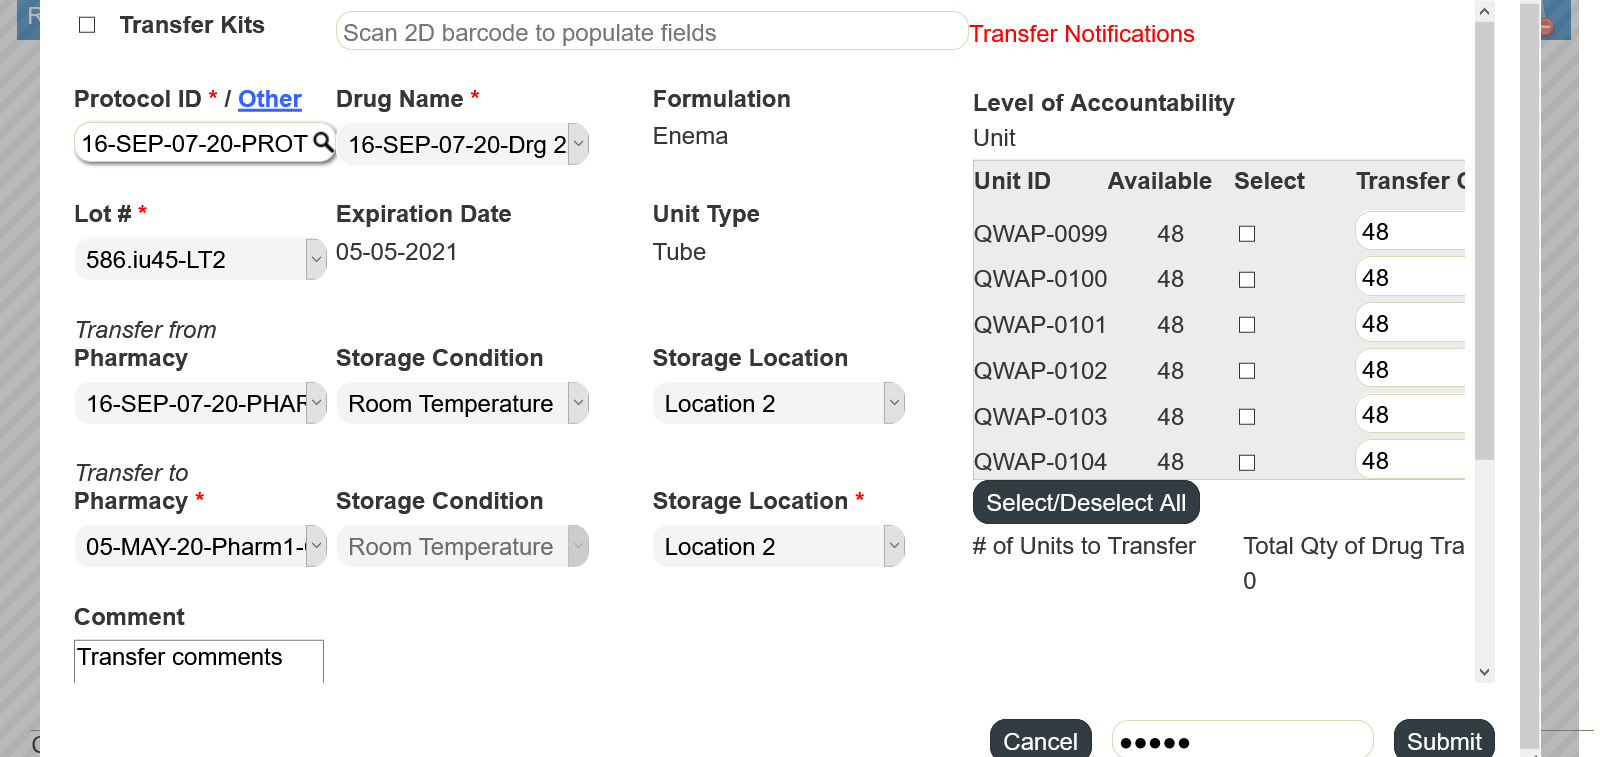 Transfer Kits
Scan 2D barcode to populate fields
Transfer Notifications
Protocol ID * / Other
Drug Name *
Formulation
Level of Accountability
16-SEP-07-20-PROT
16-SEP-07-20-Drg 2
Enema
Unit
Unit ID Available Select Transfer
Lot # *
Expiration Date
Unit Type
586.iu45-LT2
05-05-2021
Tube
QWAP-0099 48 48
QWAP-0100 48 48
QWAP-0101 48 48
QWAP-0102 48 48
QWAP-0103 48 48
QWAP-0104 48 48
Transfer from
Pharmacy
Storage Condition
Storage Location
16-SEP-07-20-PHAR
Room Temperature
Location 2
Transfer to
Pharmacy *
Storage Condition
Storage Location *
Select/Deselect All
05-MAY-20-Pharm1-
Room Temperature
Location 2
# of Units to Transfer
Total Qty of Drug Tra
0
Comment
Transfer comments
Cancel
●●●●●
Submit